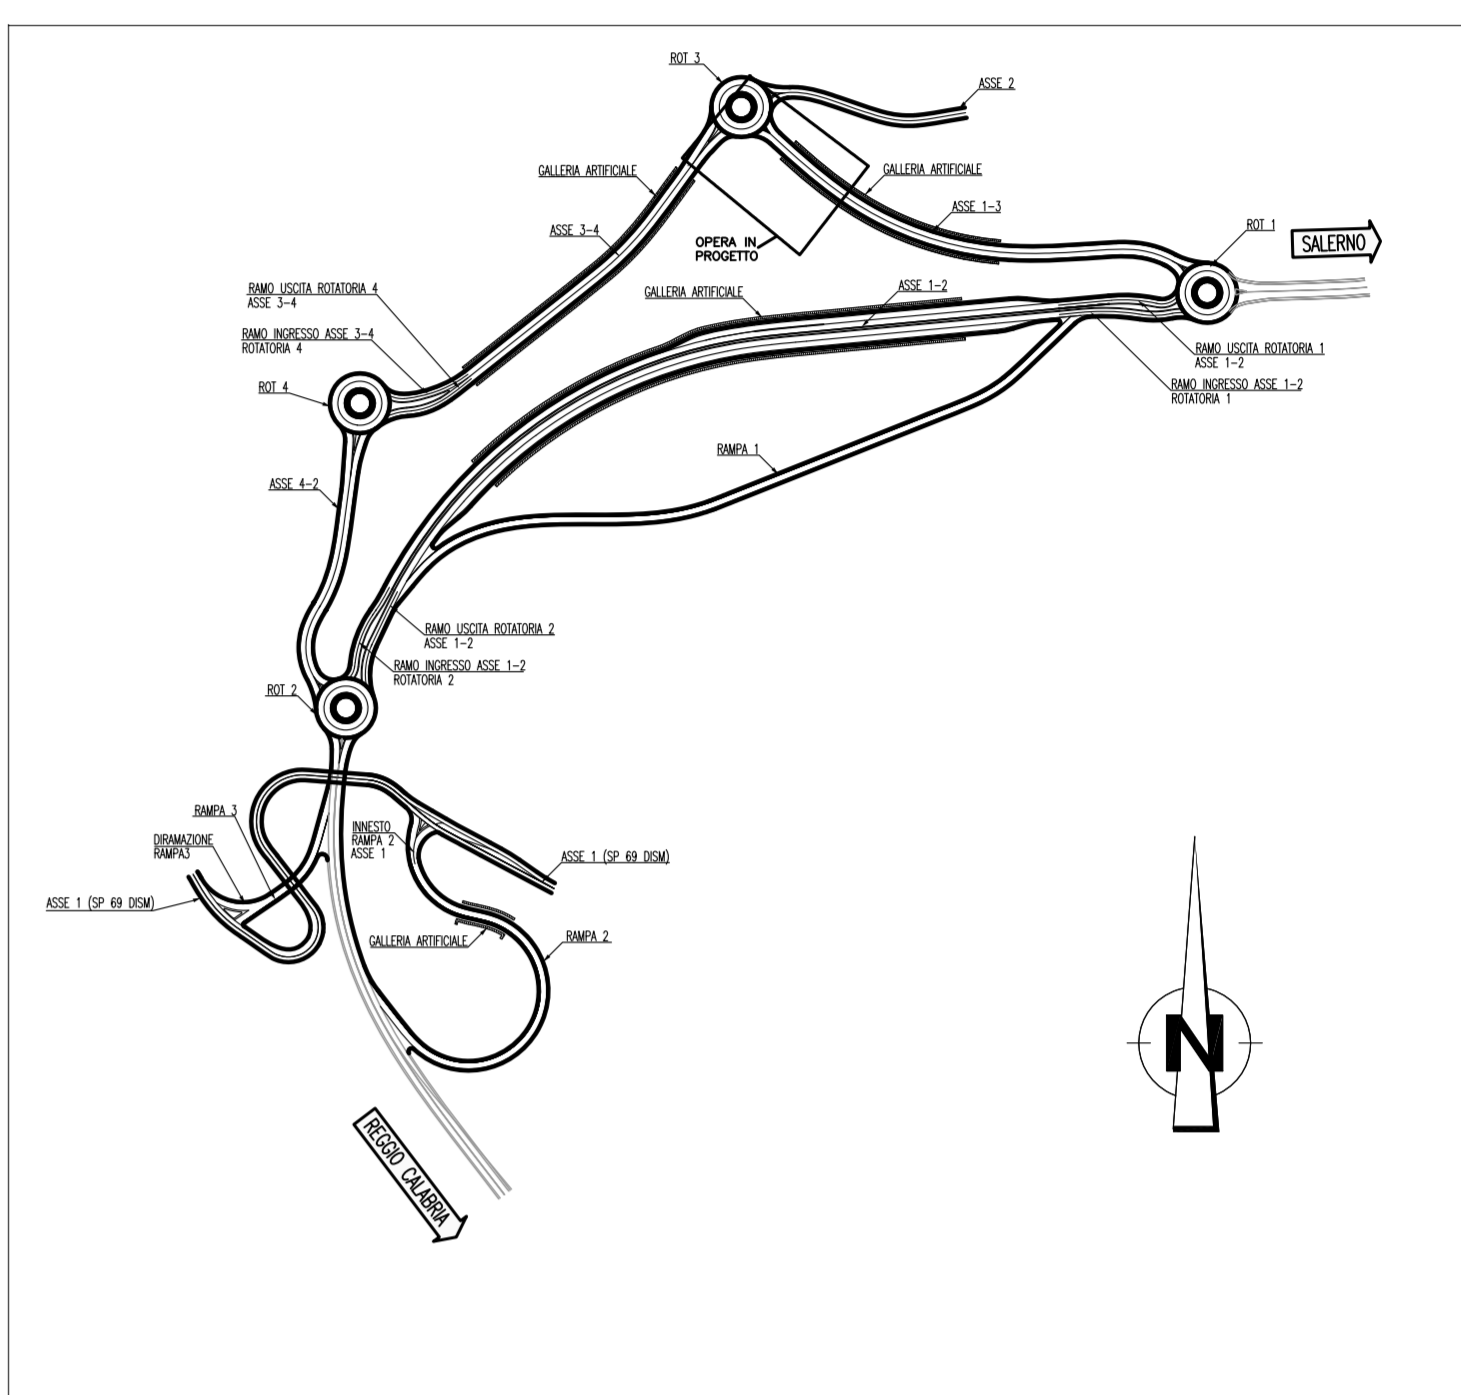 ROT 3
ASSE 2
GALLERIA ARTIFICIALE
GALLERIA ARTIFICIALE
ASSE 1-3
ROT 1
SALERNO
ASSE 3-4
OPERA IN
PROGETTO
RAMO USCITA ROTATORIA 4
ASSE 3-4
GALLERIA ARTIFICIALE
ASSE 1-2
RAMO INGRESSO ASSE 3-4
ROTATORIA 4
RAMO USCITA ROTATORIA 1
ASSE 1-2
ROT 4
RAMO INGRESSO ASSE 1-2
ROTATORIA 1
RAMPA 1
ASSE 4-2
RAMO USCITA ROTATORIA 2
ASSE 1-2
RAMO INGRESSO ASSE 1-2
ROTATORIA 2
ROT 2
RAMPA 3
DIRAMAZIONE
RAMPA3
INNESTO
RAMPA 2
ASSE 1
ASSE 1 (SP 69 DISM)
ASSE 1 (SP 69 DISM)
GALLERIA ARTIFICIALE
RAMPA 2
N
REGGIO CALABRIA